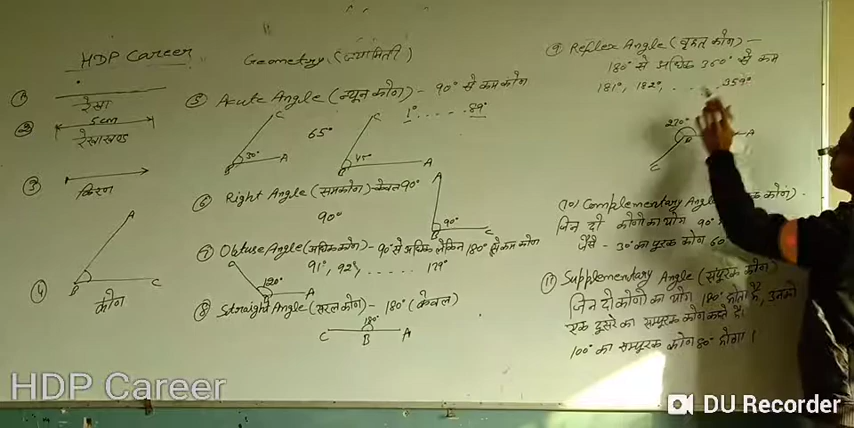 HDP Career
Geometry (ज्यामिती)
① रेखा
② 5cm
रेखाखण्ड
③ किरण
④ A
B C
कोण
⑤ Acute Angle (न्यून कोण) - 90° से कम कोण
1° ..... 89°
C
B 30° A
65°
C
B 45° A
⑥ Right Angle (समकोण) - केवल 90°
90°
A
B 90° C
⑦ Obtuse Angle (अधिक कोण) - 90° से अधिक लेकिन 180° से कम कोण
91°, 92°, ...... 179°
120°
B A
⑧ Straight Angle (सरल कोण) - 180° (केवल)
180°
C B A
⑨ Reflex Angle (वृहत कोण) -
180° से अधिक 360° से कम
181°, 182°, ...... 359°
270°
B A
C
(10) Complementary Angle कोण) -
जिन दो कोणों का योग 90°
जैसे - 30° का पूरक कोण 60
⑪ Supplementary Angle (संपूरक कोण)
जिन दो कोणों का योग 180° होता है, उनको
एक दूसरे का सम्पूरक कोण कहते हैं।
100° का सम्पूरक कोण 80° होगा।
HDP Career
DU Recorder